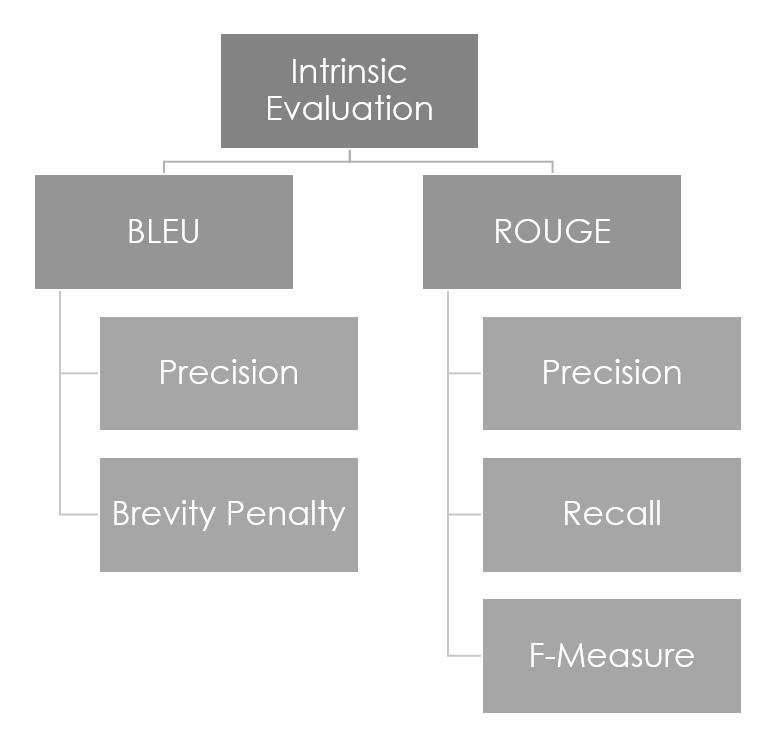 Intrinsic
Evaluation
BLEU
Precision
Brevity Penalty
ROUGE
Precision
Recall
F-Measure